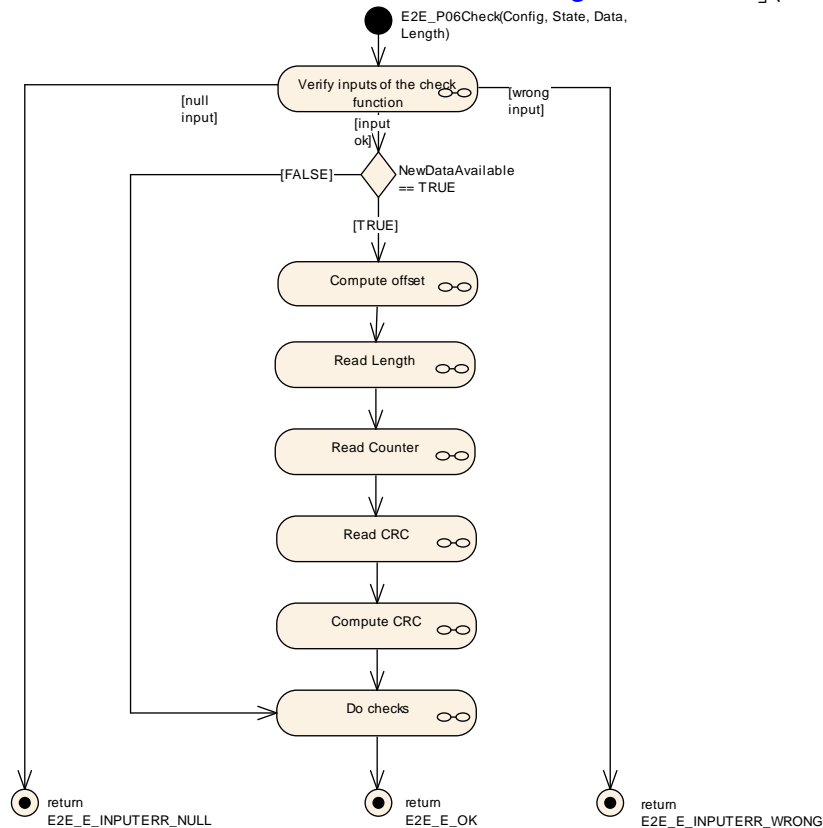 E2E_P06Check(Config, State, Data,
Length)
Verify inputs of the check
function
[null
input]
[wrong
input]
[input
ok]
[FALSE]
NewDataAvailable
== TRUE
[TRUE]
Compute offset
Read Length
Read Counter
Read CRC
Compute CRC
Do checks
return
E2E_E_INPUTERR_NULL
return
E2E_E_OK
return
E2E_E_INPUTERR_WRONG